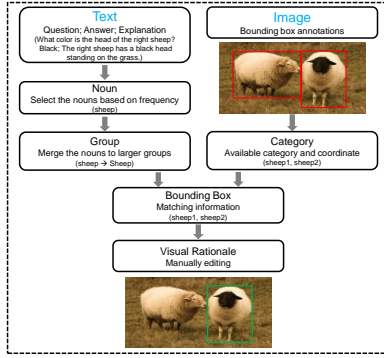 Text
Question; Answer; Explanation
(What color is the head of the right sheep?
Black; The right sheep has a black head
standing on the grass.)
Image
Bounding box annotations
Noun
Select the nouns based on frequency
(sheep)
Group
Merge the nouns to larger groups
(sheep → Sheep)
Category
Available category and coordinate
(sheep1, sheep2)
Bounding Box
Matching information
(sheep1, sheep2)
Visual Rationale
Manually editing